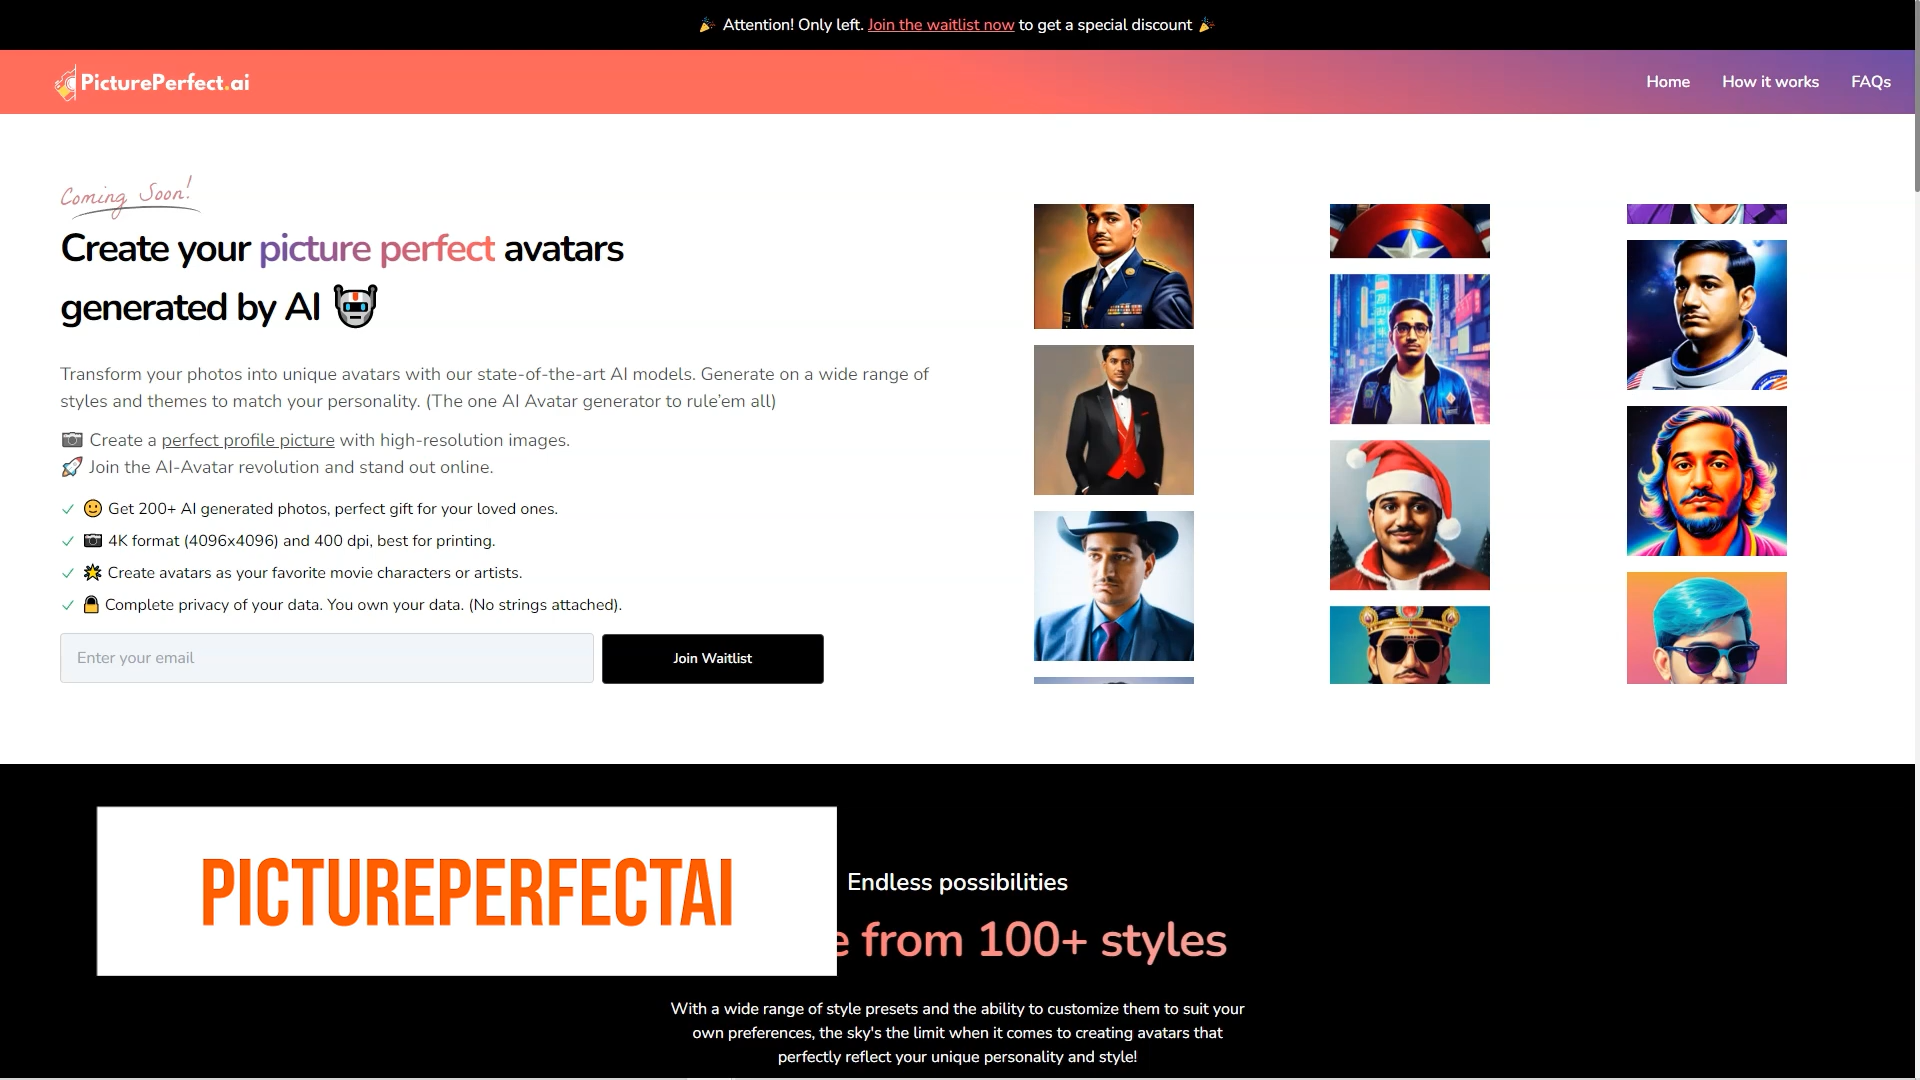 Attention! Only left. Join the waitlist now to get a special discount
PicturePerfect.ai
Home
How it works
FAQs
Coming Soon!
Create your picture perfect avatars
generated by AI
Transform your photos into unique avatars with our state-of-the-art AI models. Generate on a wide range of
styles and themes to match your personality. (The one AI Avatar generator to rule’em all)
Create a perfect profile picture with high-resolution images.
Join the AI-Avatar revolution and stand out online.
Get 200+ AI generated photos, perfect gift for your loved ones.
4K format (4096x4096) and 400 dpi, best for printing.
Create avatars as your favorite movie characters or artists.
Complete privacy of your data. You own your data. (No strings attached).
Enter your email
Join Waitlist
PICTUREPERFECTAI
Endless possibilities
e from 100+ styles
With a wide range of style presets and the ability to customize them to suit your
own preferences, the sky's the limit when it comes to creating avatars that
perfectly reflect your unique personality and style!